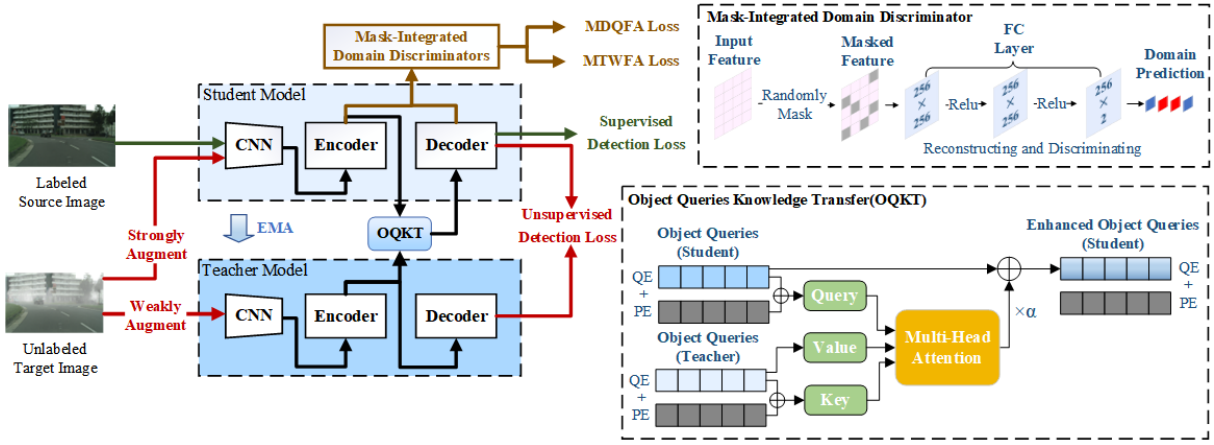 Mask-Integrated
Domain Discriminators
MDQFA Loss
MTWFA Loss
Student Model
CNN
Encoder
Decoder
Supervised
Detection Loss
Labeled
Source Image
EMA
OQKT
Unsupervised
Detection Loss
Strongly
Augment
Teacher Model
Weakly
Augment
CNN
Encoder
Decoder
Unlabeled
Target Image
Mask-Integrated Domain Discriminator
Input
Feature
-Randomly
Mask
Masked
Feature
FC
Layer
256
×
256
-Relu
256
×
256
-Relu
256
×
2
Domain
Prediction
Reconstructing and Discriminating
Object Queries Knowledge Transfer(OQKT)
Object Queries
(Student)
QE
+
PE
Query
Object Queries
(Teacher)
QE
+
PE
Value
Key
Multi-Head
Attention
×α
Enhanced Object Queries
(Student)
QE
+
PE